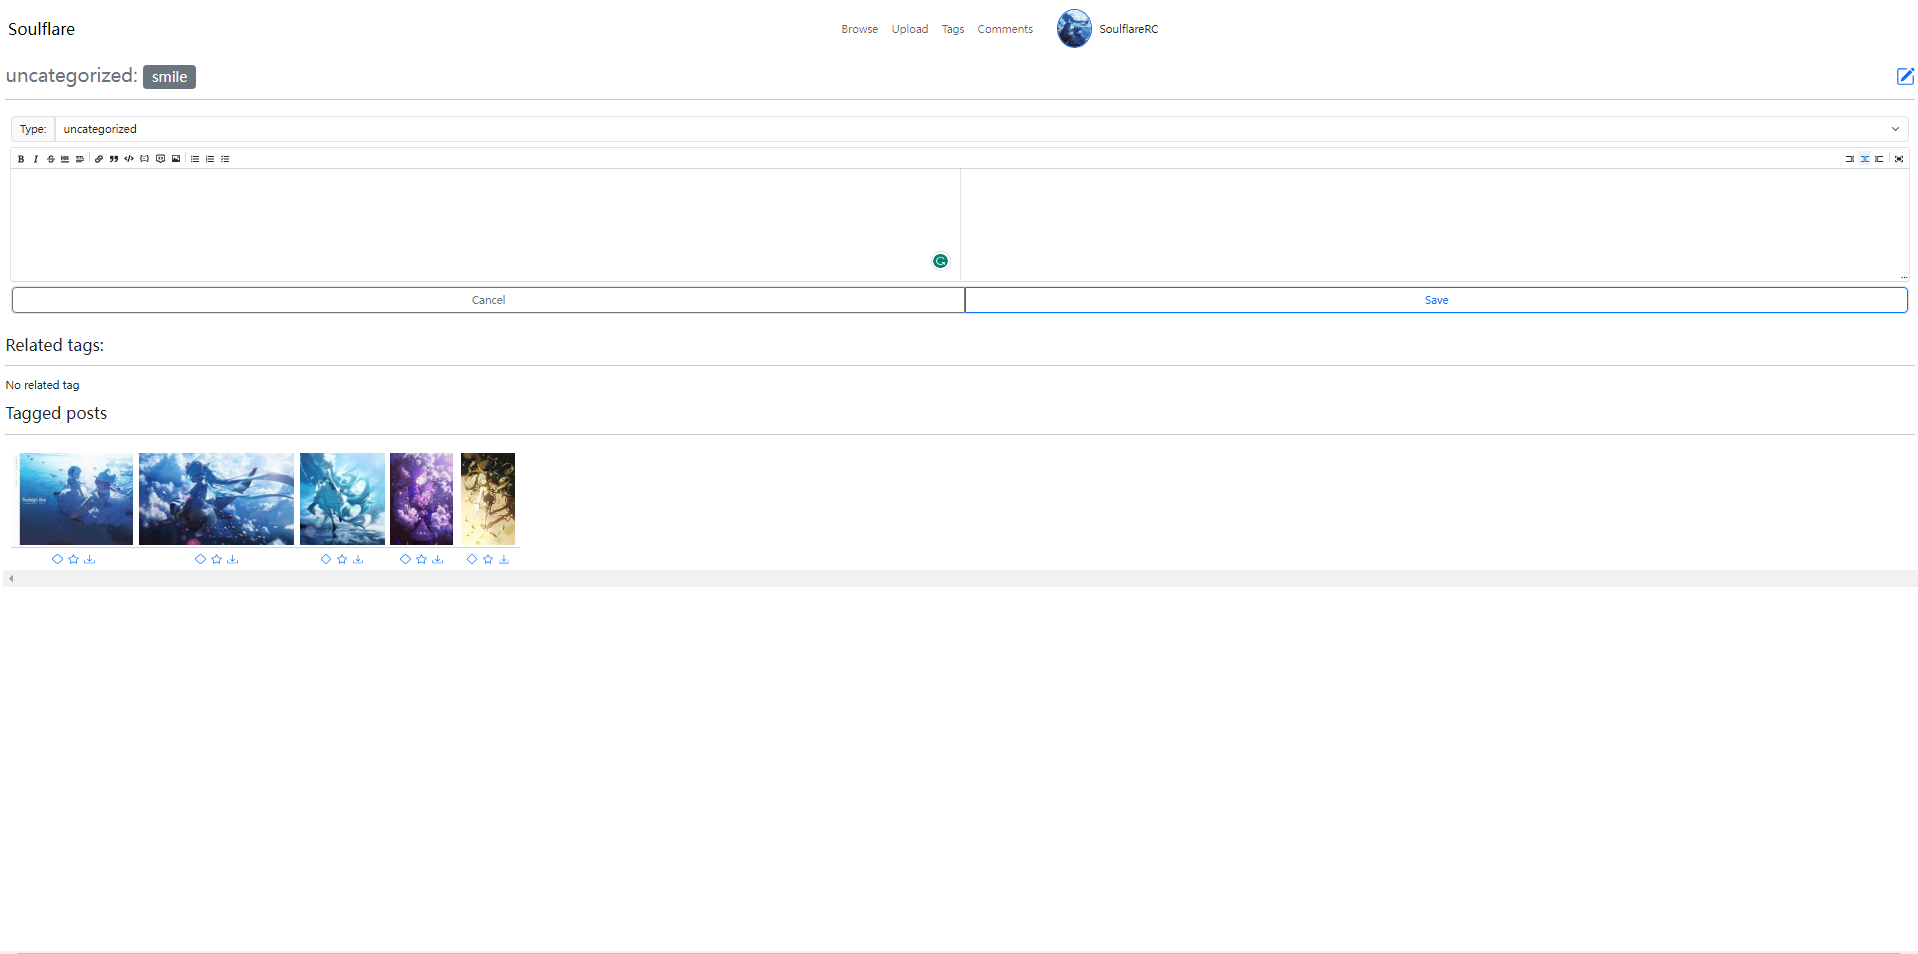 Soulflare
Browse Upload Tags Comments SoulflareRC
uncategorized: smile
Type: uncategorized
Cancel Save
Related tags:
No related tag
Tagged posts